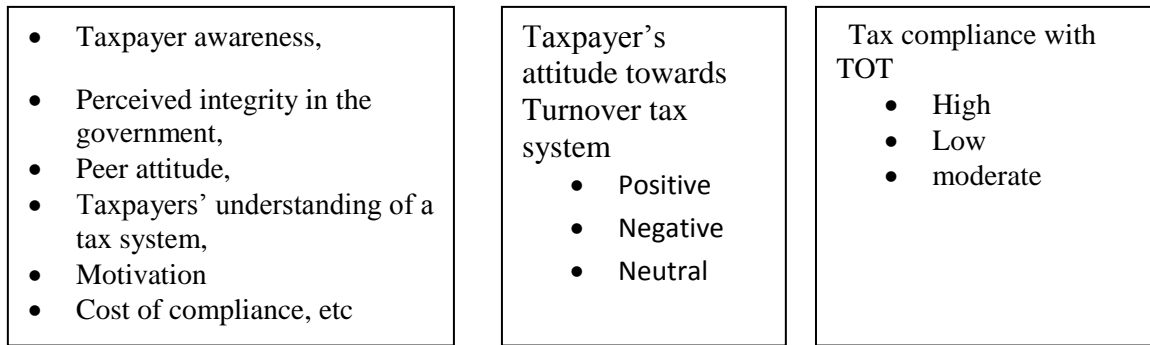 • Taxpayer awareness,
• Perceived integrity in the
government,
• Peer attitude,
• Taxpayers’ understanding of a
tax system,
• Motivation
• Cost of compliance, etc
Taxpayer’s
attitude towards
Turnover tax
system
• Positive
• Negative
• Neutral
Tax compliance with
TOT
• High
• Low
• moderate